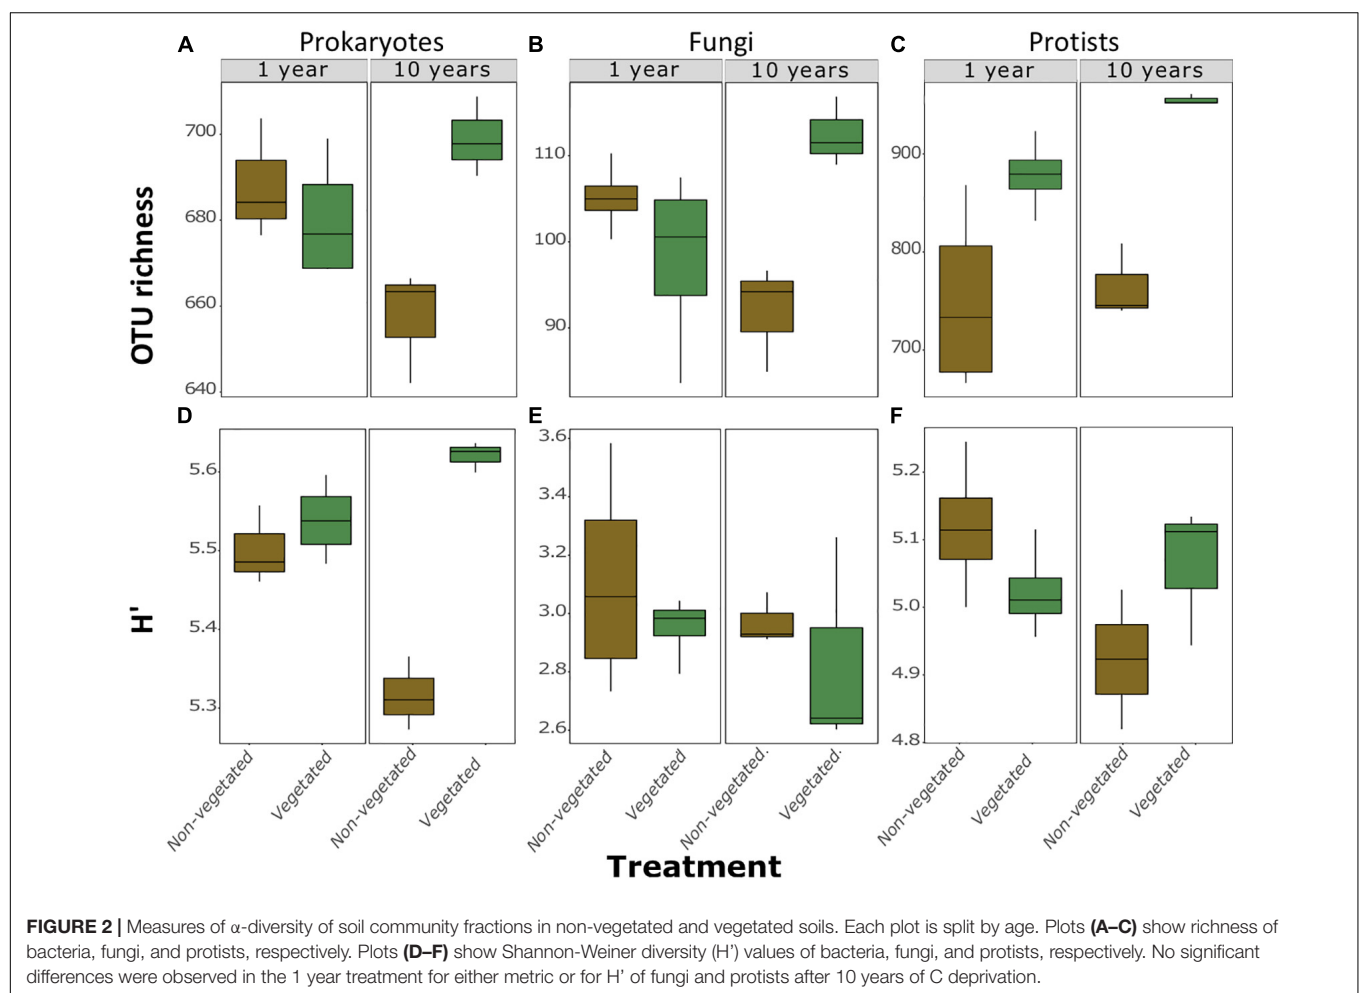 A Prokaryotes B Fungi C Protists
1 year 10 years 1 year 10 years 1 year 10 years
OTU richness
700
680
660
640
110
100
90
900
800
700
D E F
H'
5.6
5.5
5.4
5.3
3.6
3.4
3.2
3.0
2.8
2.6
5.2
5.1
5.0
4.9
4.8
Non-vegetated Vegetated Non-vegetated Vegetated Non-vegetated Vegetated Non-vegetated. Vegetated. Non-vegetated Vegetated Non-vegetated Vegetated
Treatment
FIGURE 2 | Measures of α-diversity of soil community fractions in non-vegetated and vegetated soils. Each plot is split by age. Plots (A–C) show richness of
bacteria, fungi, and protists, respectively. Plots (D–F) show Shannon-Weiner diversity (H’) values of bacteria, fungi, and protists, respectively. No significant
differences were observed in the 1 year treatment for either metric or for H’ of fungi and protists after 10 years of C deprivation.